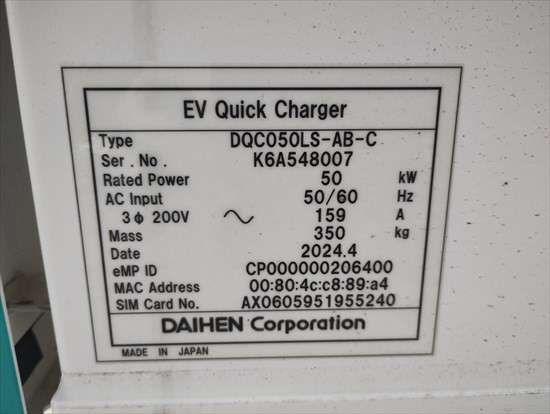 EV Quick Charger
Type DQC050LS-AB-C
Ser. No. K6A548007
Rated Power 50 kW
AC Input 50/60 Hz
3φ 200V ~ 159 A
Mass 350 kg
Date 2024.4
eMP ID CP000000206400
MAC Address 00:80:4c:c8:89:a4
SIM Card No. AX0605951955240
DAIHEN Corporation
MADE IN JAPAN